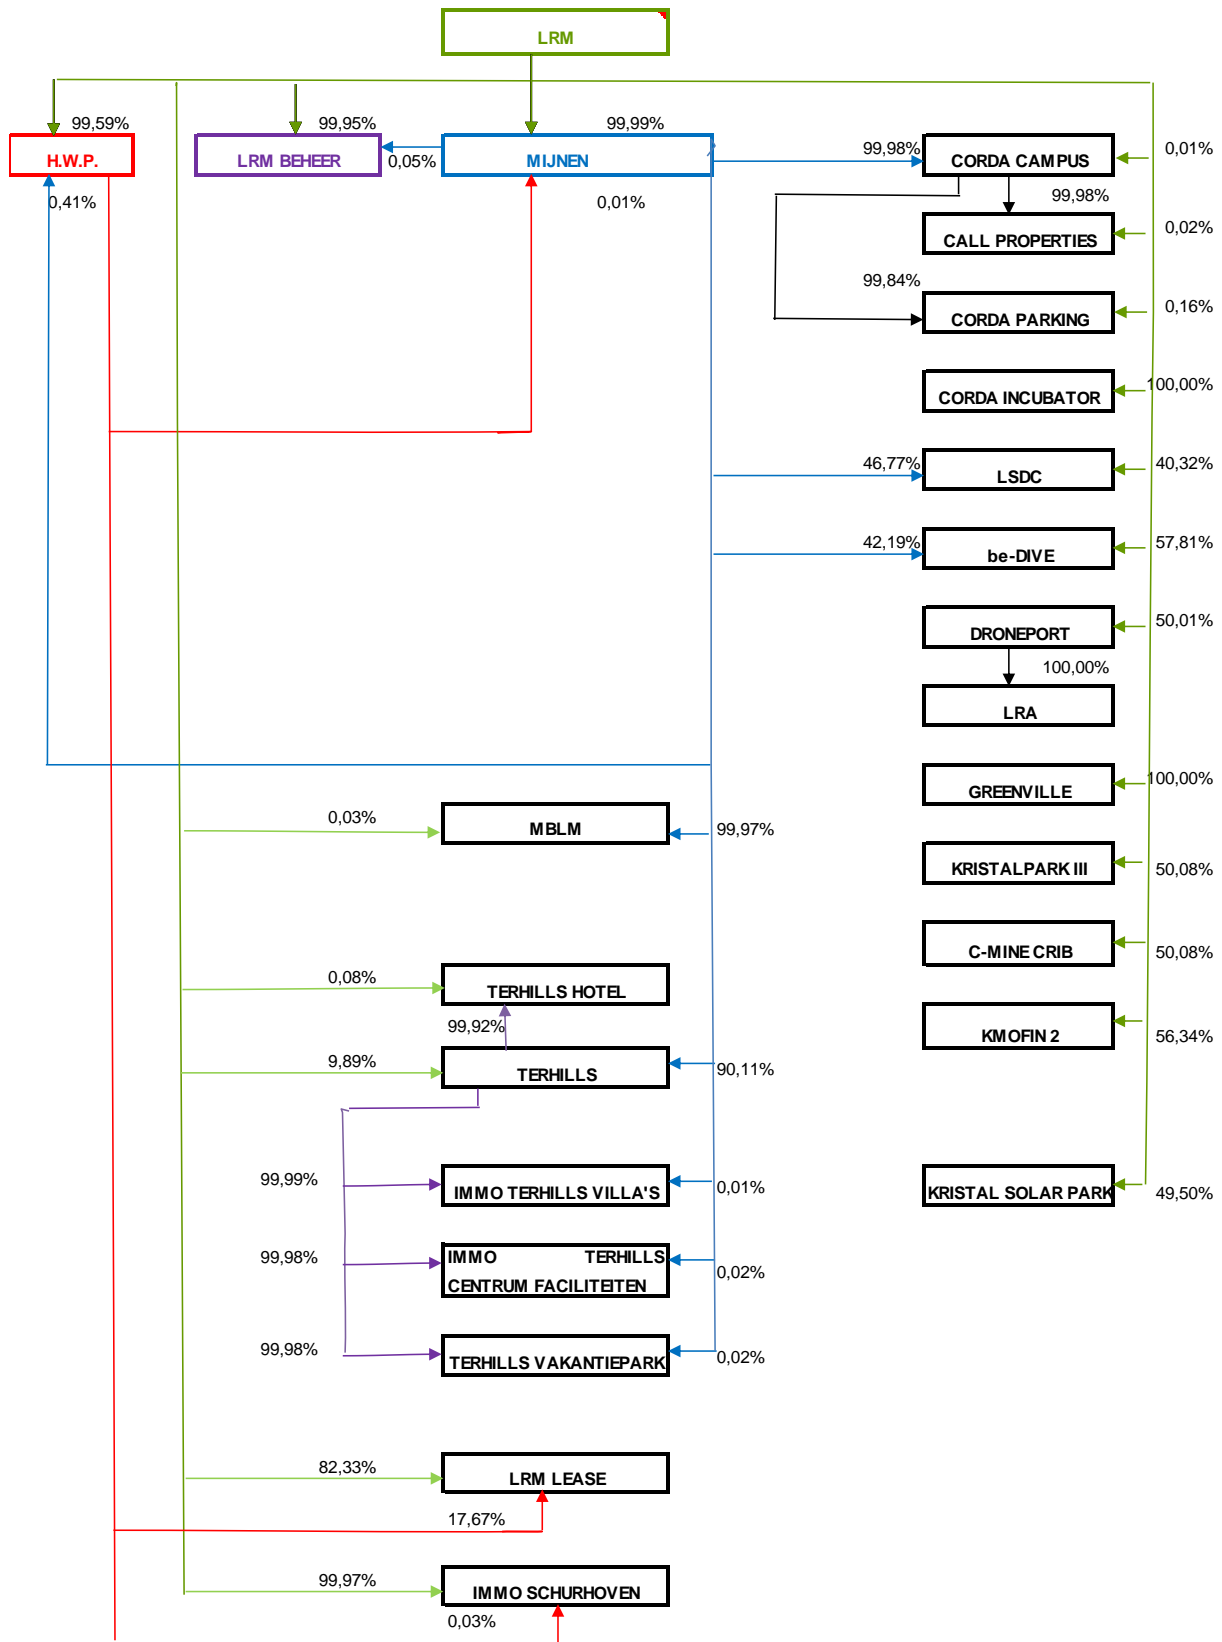 LRM
99,59%
99,95%
99,99%
H.W.P.
LRM BEHEER
0,05%
MIJNEN
99,98%
CORDA CAMPUS
0,01%
0,41%
0,01%
99,98%
CALL PROPERTIES
0,02%
99,84%
CORDA PARKING
0,16%
CORDA INCUBATOR
100,00%
46,77%
LSDC
40,32%
42,19%
be-DIVE
57,81%
DRONEPORT
50,01%
100,00%
LRA
GREENVILLE
100,00%
0,03%
MBLM
99,97%
KRISTALPARK III
50,08%
C-MINE CRIB
50,08%
0,08%
TERHILLS HOTEL
99,92%
KMOFIN 2
56,34%
9,89%
TERHILLS
90,11%
99,99%
IMMO TERHILLS VILLA'S
0,01%
KRISTAL SOLAR PARK
49,50%
99,98%
IMMO TERHILLS
CENTRUM FACILITEITEN
0,02%
99,98%
TERHILLS VAKANTIEPARK
0,02%
82,33%
LRM LEASE
17,67%
99,97%
IMMO SCHURHOVEN
0,03%